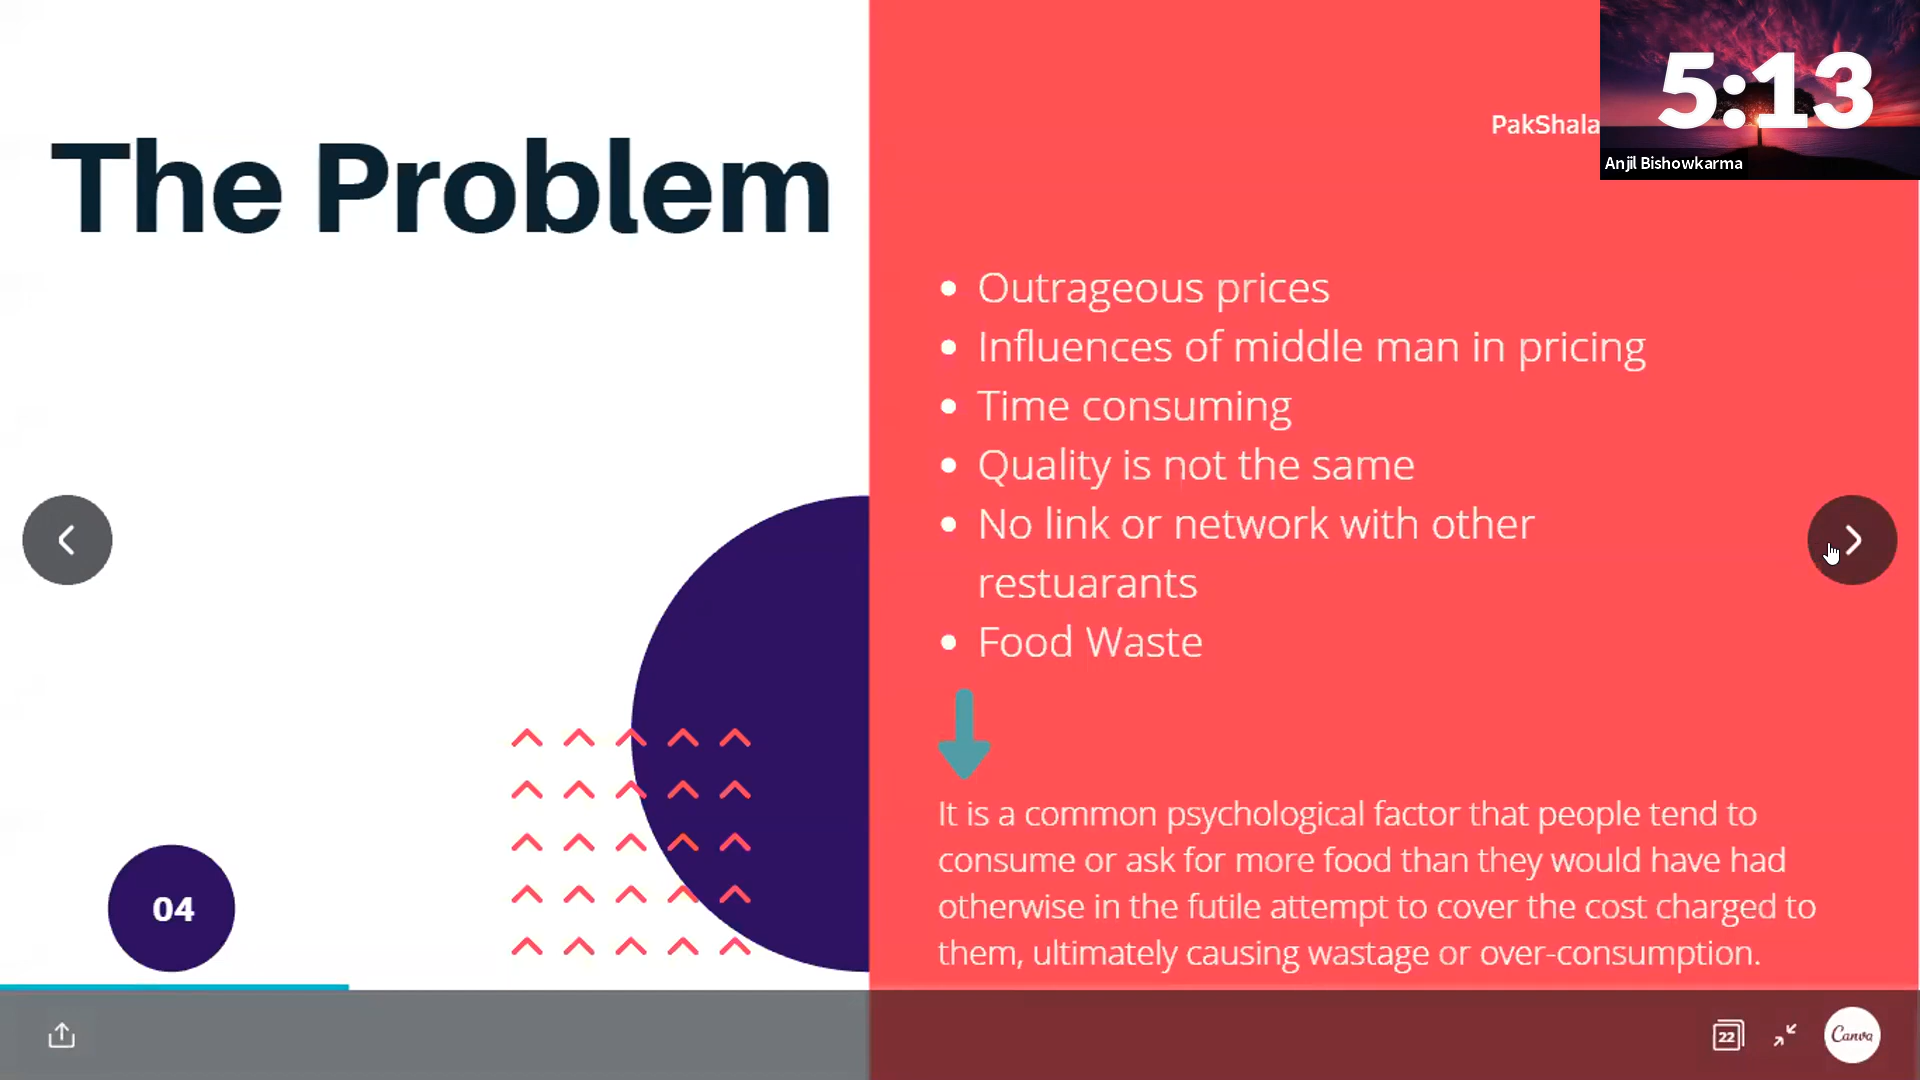 The Problem
PakShala
5:13
Anjil Bishowkarma
• Outrageous prices
• Influences of middle man in pricing
• Time consuming
• Quality is not the same
• No link or network with other
restuarants
• Food Waste
It is a common psychological factor that people tend to
consume or ask for more food than they would have had
otherwise in the futile attempt to cover the cost charged to
them, ultimately causing wastage or over-consumption.
04
22
Canva